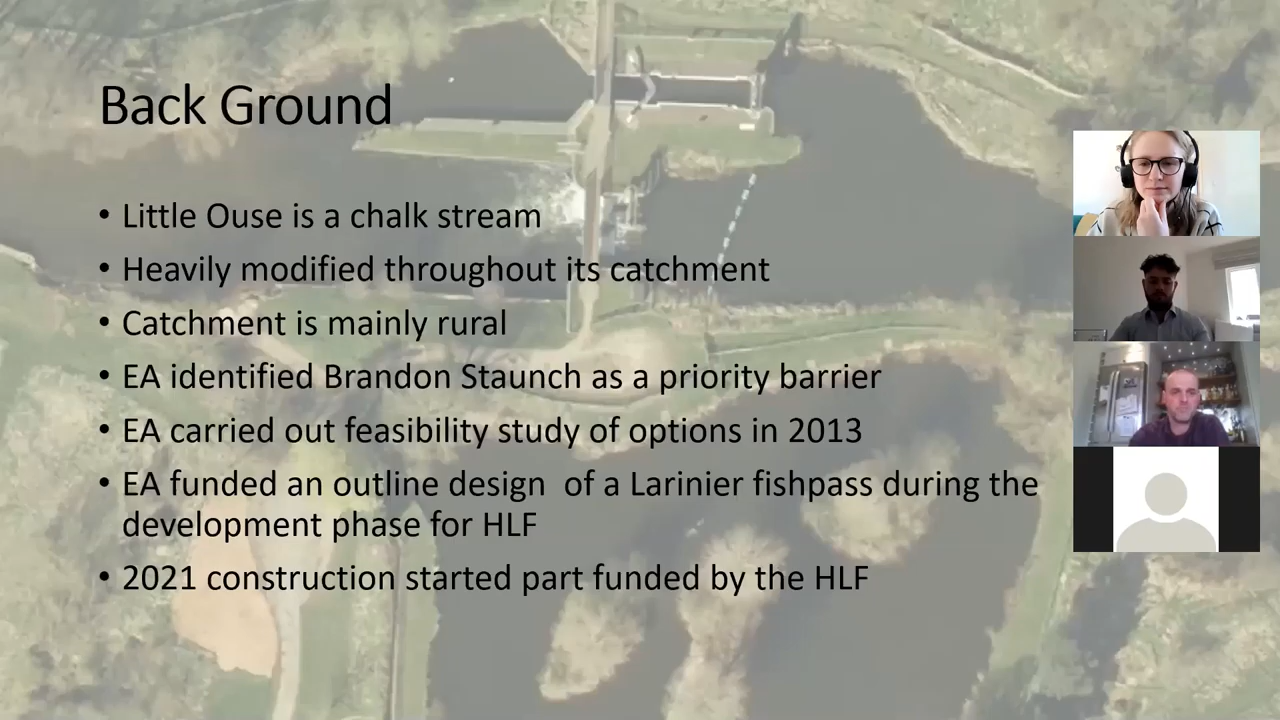 Back Ground
• Little Ouse is a chalk stream
• Heavily modified throughout its catchment
• Catchment is mainly rural
• EA identified Brandon Staunch as a priority barrier
• EA carried out feasibility study of options in 2013
• EA funded an outline design  of a Larinier fishpass during the
development phase for HLF
• 2021 construction started part funded by the HLF